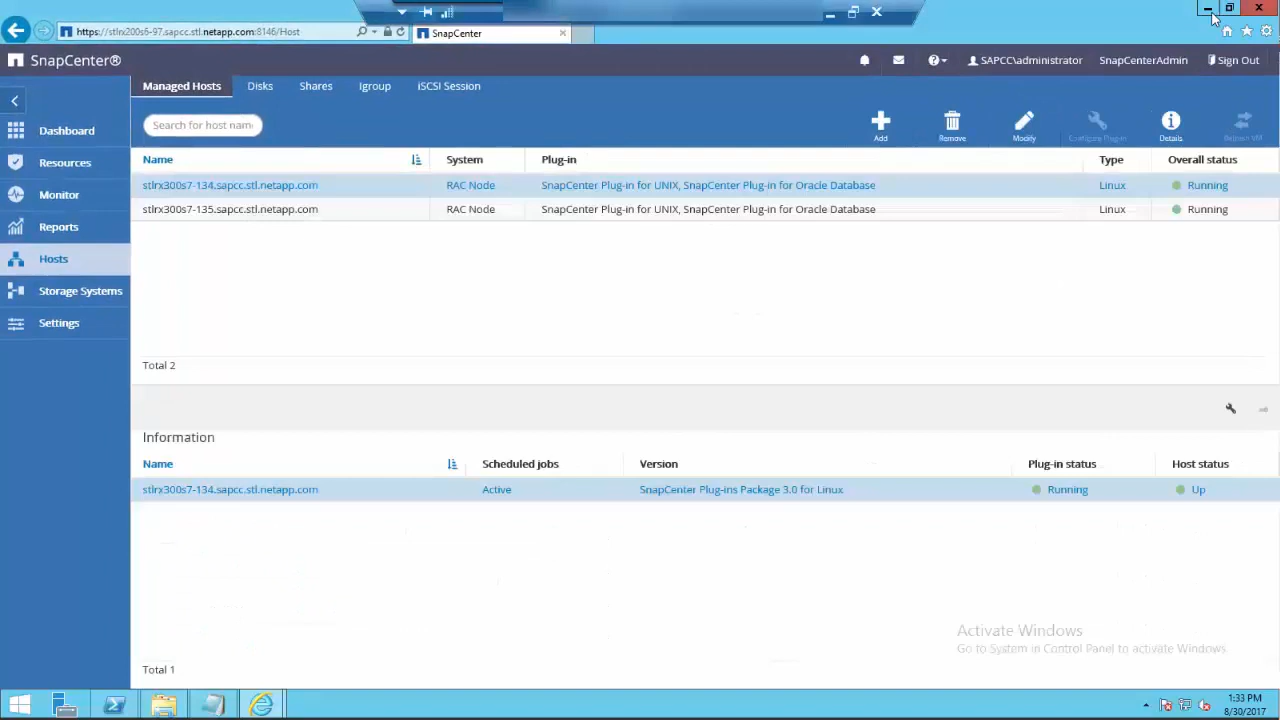 https://stlrx200s6-97.sapcc.stl.netapp.com:8146/Host
SnapCenter
SnapCenter®
SAPCC\administrator
SnapCenterAdmin
Sign Out
Managed Hosts
Disks
Shares
Igroup
iSCSI Session
Search for host nam
Add
Remove
Modify
Configure Plug-in
Details
Dashboard
Resources
Monitor
Reports
Hosts
Storage Systems
Settings
Name System Plug-in Type Overall status
stlrx300s7-134.sapcc.stl.netapp.com RAC Node SnapCenter Plug-in for UNIX, SnapCenter Plug-in for Oracle Database Linux Running
stlrx300s7-135.sapcc.stl.netapp.com RAC Node SnapCenter Plug-in for UNIX, SnapCenter Plug-in for Oracle Database Linux Running
Total 2
Information
Name Scheduled jobs Version Plug-in status Host status
stlrx300s7-134.sapcc.stl.netapp.com Active SnapCenter Plug-ins Package 3.0 for Linux Running Up
Activate Windows
Go to System in Control Panel to activate Windows.
Total 1
1:33 PM
8/30/2017